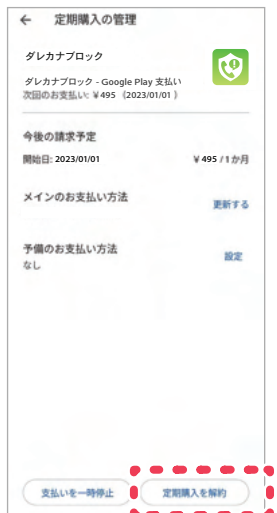 ← 定期購入の管理
ダレカナブロック
ダレカナブロック - Google Play 支払い
次回のお支払い: ¥495 （2023/01/01 ）
今後の請求予定
開始日: 2023/01/01 ¥495 / 1か月
メインのお支払い方法
更新する
予備のお支払い方法
設定
なし
支払いを一時停止 定期購入を解約